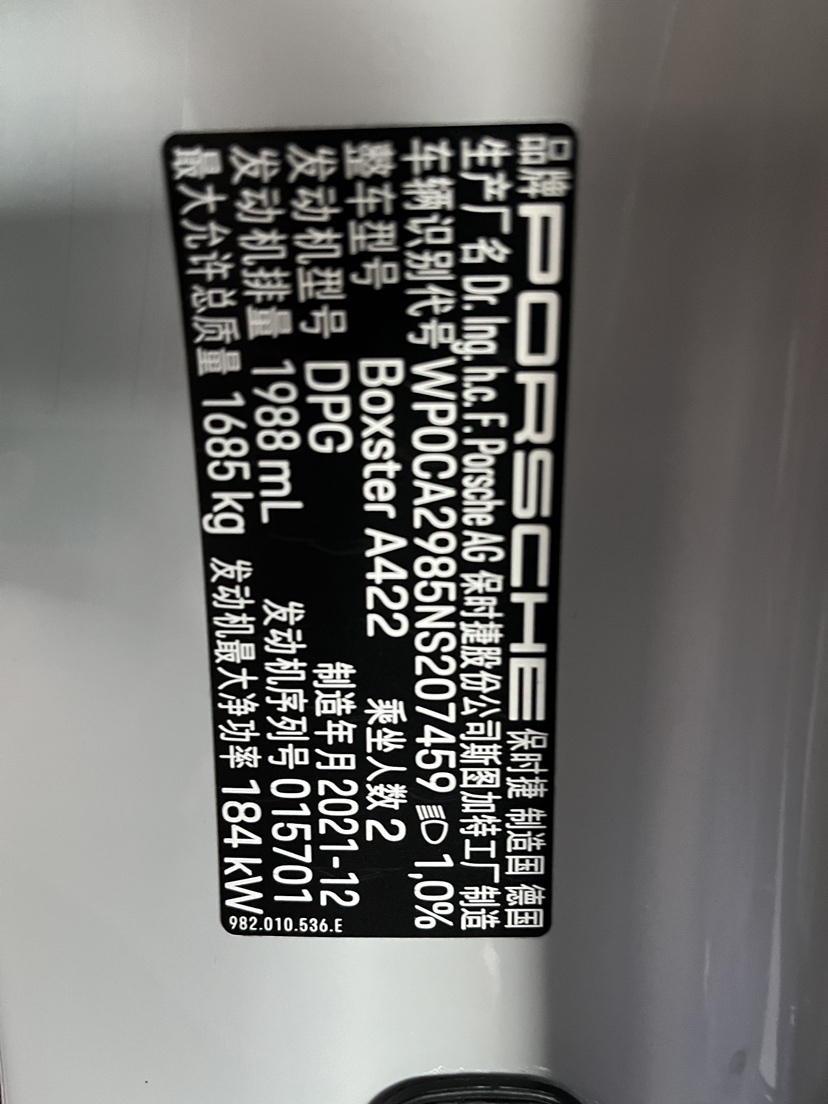 品牌 PORSCHE 保时捷 制造国 德国
生产厂名 Dr. Ing. h.c. F. Porsche AG 保时捷股份公司斯图加特工厂制造
车辆识别代号 WP0CA2985NS207459 1,0%
整车型号 Boxster A422 乘坐人数 2
发动机型号 DPG 制造年月 2021-12
发动机排量 1988 mL 发动机序列号 015701
最大允许总质量 1685 kg 发动机最大净功率 184 kW
982.010.536.E